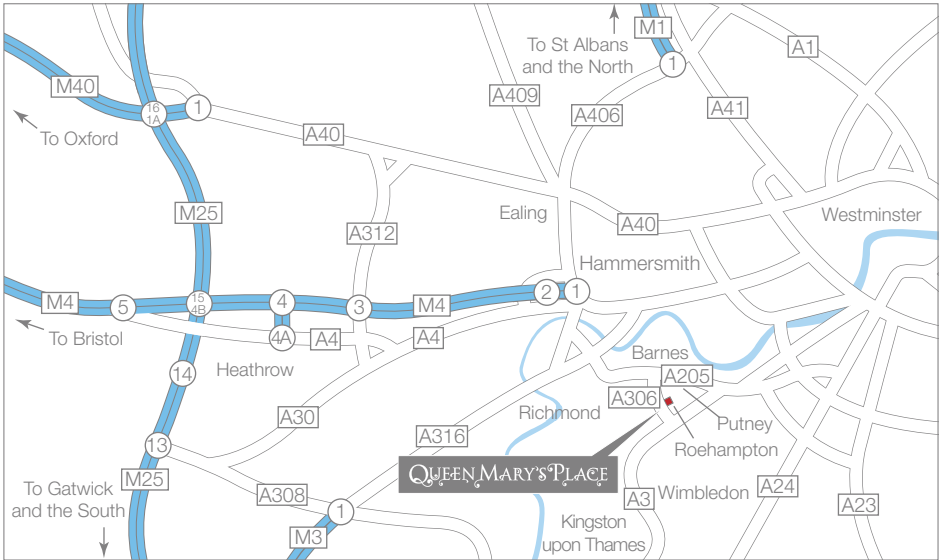 M1
To St Albans
and the North
1
A1
M40
A409
A406
A41
16
1A
1
To Oxford
A40
M25
Ealing
A40
Westminster
A312
Hammersmith
M4
5
15
4B
4
3
M4
2
1
To Bristol
4A
A4
A4
Heathrow
Barnes
14
A205
A306
A30
Richmond
Putney
A316
Roehampton
13
Queen Mary's Place
M25
To Gatwick
and the South
A308
1
M3
A3
Wimbledon
A24
A23
Kingston
upon Thames